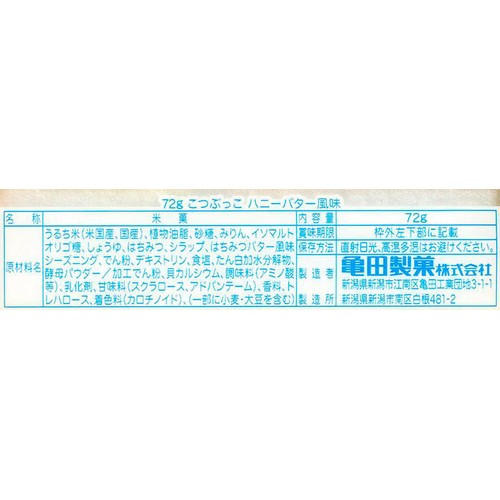 72g こつぶっこ ハニーバター風味
名 称 米 菓 内 容 量 72g
原材料名 うるち米(米国産、国産)、植物油脂、砂糖、みりん、イソマルト
オリゴ糖、しょうゆ、はちみつ、シラップ、はちみつバター風味
シーズニング、でん粉、デキストリン、食塩、たん白加水分解物、
酵母パウダー／加工でん粉、貝カルシウム、調味料(アミノ酸
等)、乳化剤、甘味料(スクラロース、アドバンテーム)、香料、ト
レハロース、着色料(カロチノイド)、(一部に小麦・大豆を含む)
賞味期限 枠外左下部に記載
保存方法 直射日光、高温多湿はお避けください。
製 造 者 亀田製菓株式会社
新潟県新潟市江南区亀田工業団地3-1-1
製 造 所 新潟県新潟市南区白根481-2